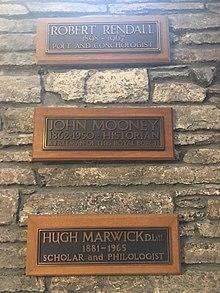 ROBERT RENDALL
1898-1967
POET AND CONCHOLOGIST
JOHN MOONEY
1862-1950 HISTORIAN
HUGH MARWICK D.Litt.
1881-1965
SCHOLAR and PHILOLOGIST